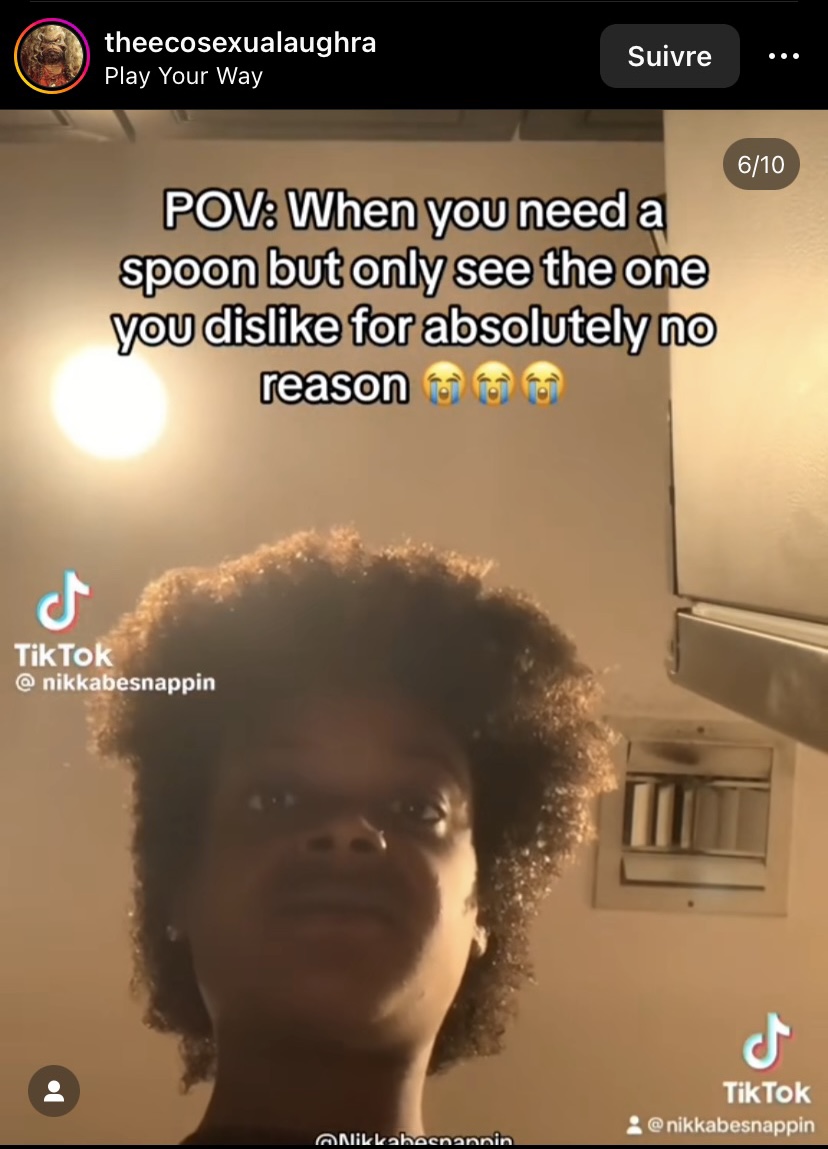 theecosexualaughra
Play Your Way
Suivre
6/10
POV: When you need a
spoon but only see the one
you dislike for absolutely no
reason 😭😭😭
TikTok
@ nikkabesnappin
TikTok
@nikkabesnappin
@Nikkabesnappin